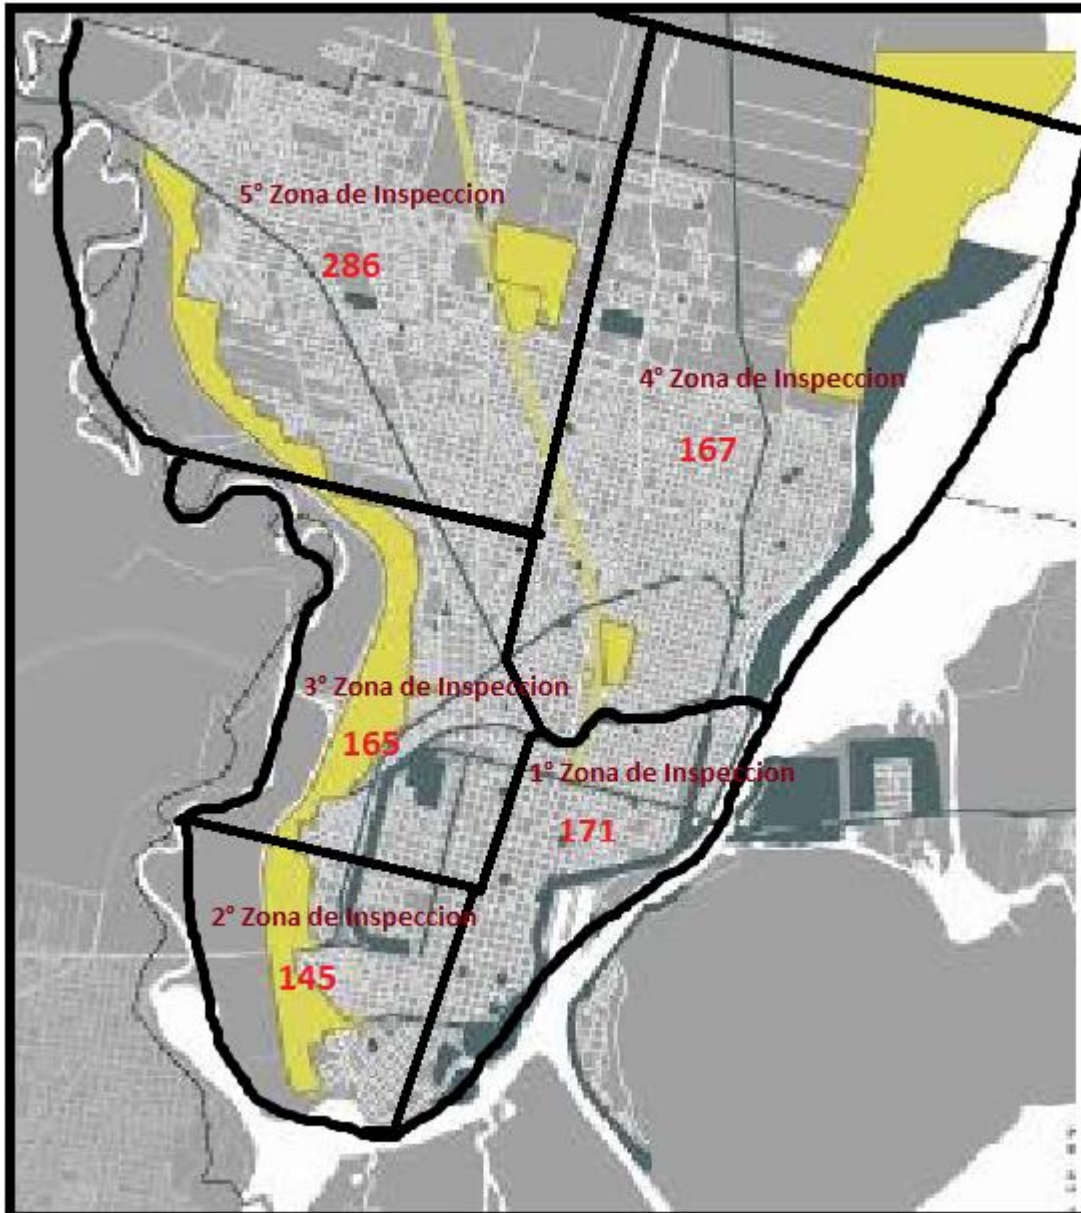 5° Zona de Inspeccion
286
4° Zona de Inspeccion
167
3° Zona de Inspeccion
165
1° Zona de Inspeccion
171
2° Zona de Inspeccion
145